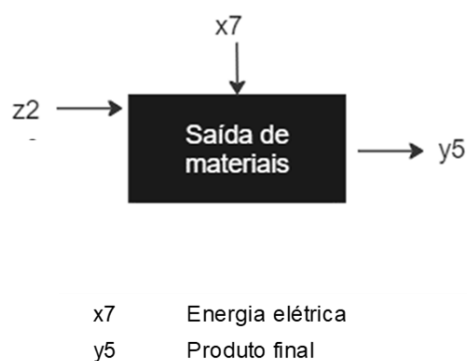 x7
z2
-
Saída de
materiais
y5
x7 Energia elétrica
y5 Produto final